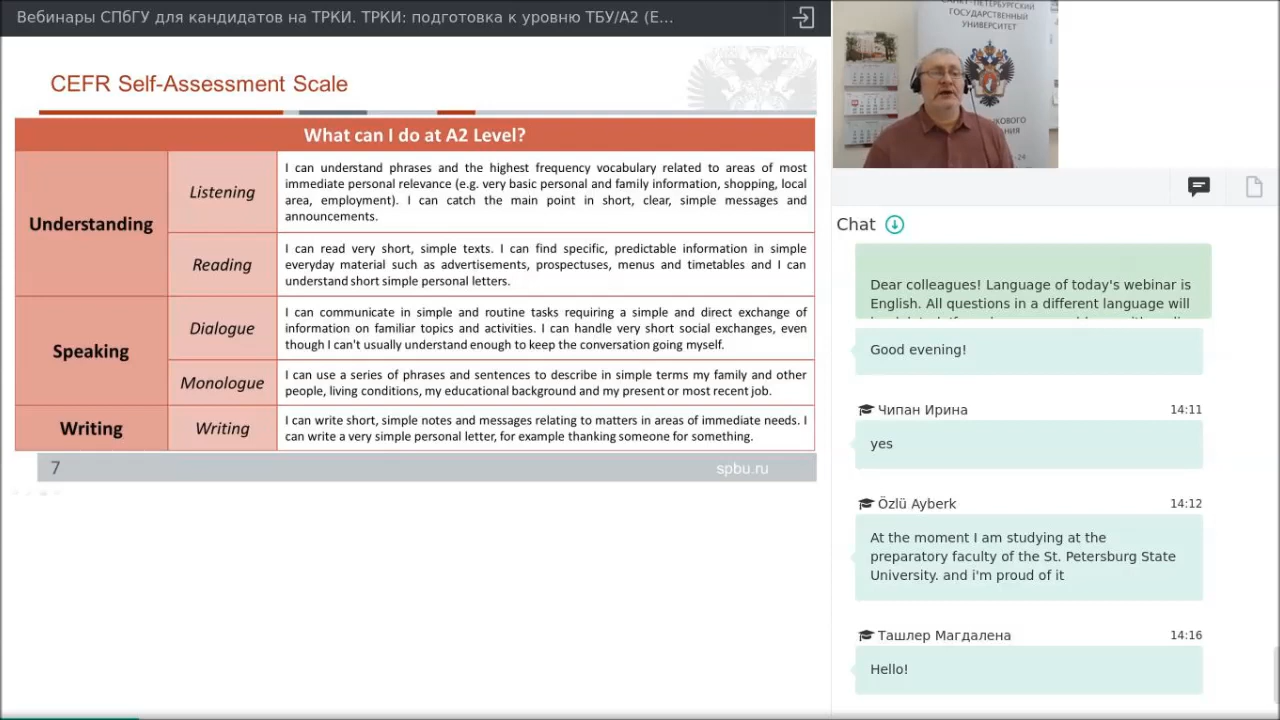 Вебинары СПбГУ для кандидатов на ТРКИ. ТРКИ: подготовка к уровню ТБУ/А2 (Е...
CEFR Self-Assessment Scale
What can I do at A2 Level?
Understanding
Listening
I can understand phrases and the highest frequency vocabulary related to areas of most
immediate personal relevance (e.g. very basic personal and family information, shopping, local
area, employment). I can catch the main point in short, clear, simple messages and
announcements.
Reading
I can read very short, simple texts. I can find specific, predictable information in simple
everyday material such as advertisements, prospectuses, menus and timetables and I can
understand short simple personal letters.
Speaking
Dialogue
I can communicate in simple and routine tasks requiring a simple and direct exchange of
information on familiar topics and activities. I can handle very short social exchanges, even
though I can't usually understand enough to keep the conversation going myself.
Monologue
I can use a series of phrases and sentences to describe in simple terms my family and other
people, living conditions, my educational background and my present or most recent job.
Writing
Writing
I can write short, simple notes and messages relating to matters in areas of immediate needs. I
can write a very simple personal letter, for example thanking someone for something.
7
spbu.ru
ГОСУДАРСТВЕННЫЙ
УНИВЕРСИТЕТ
Chat
Dear colleagues! Language of today's webinar is
English. All questions in a different language will
Good evening!
Чипан Ирина 14:11
yes
Özlü Ayberk 14:12
At the moment I am studying at the
preparatory faculty of the St. Petersburg State
University. and i'm proud of it
Ташлер Магдалена 14:16
Hello!